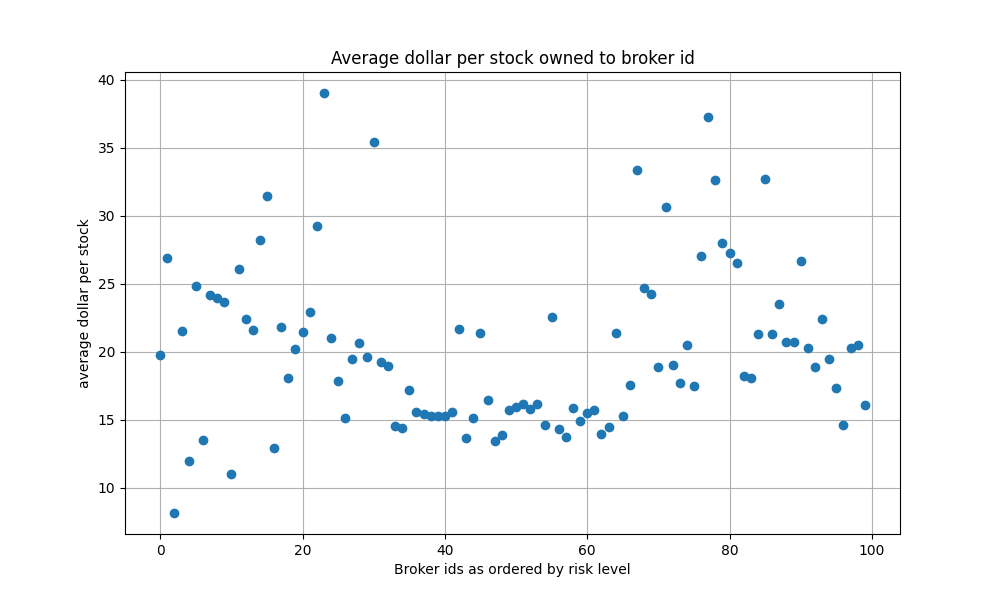 Average dollar per stock owned to broker id
average dollar per stock
40
35
30
25
20
15
10
0 20 40 60 80 100
Broker ids as ordered by risk level